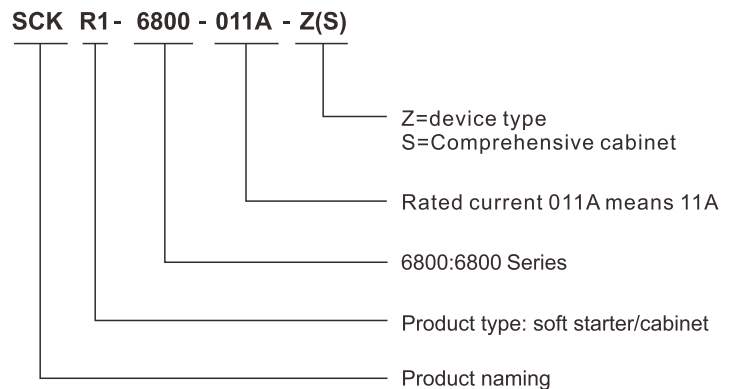 SCK R1- 6800 - 011A - Z(S)
Z=device type
S=Comprehensive cabinet
Rated current 011A means 11A
6800:6800 Series
Product type: soft starter/cabinet
Product naming